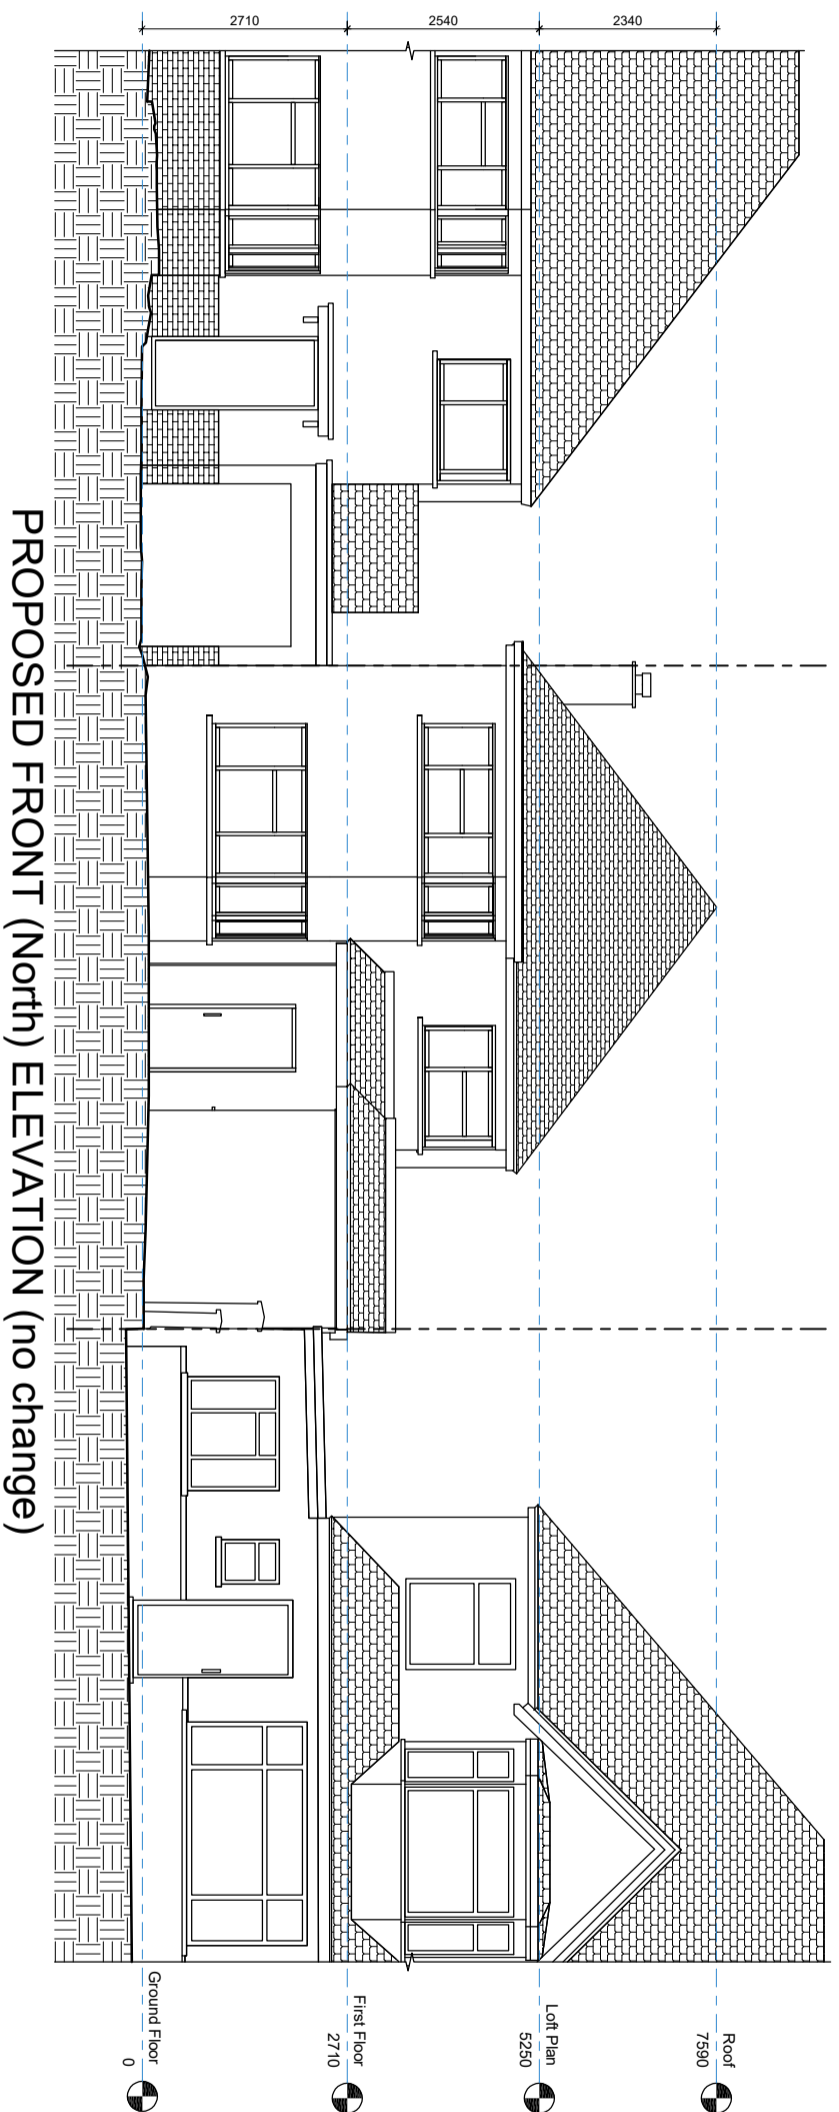 2710
2540
2340
Roof
7590
Loft Plan
5250
First Floor
2710
Ground Floor
0
PROPOSED FRONT (North) ELEVATION (no change)